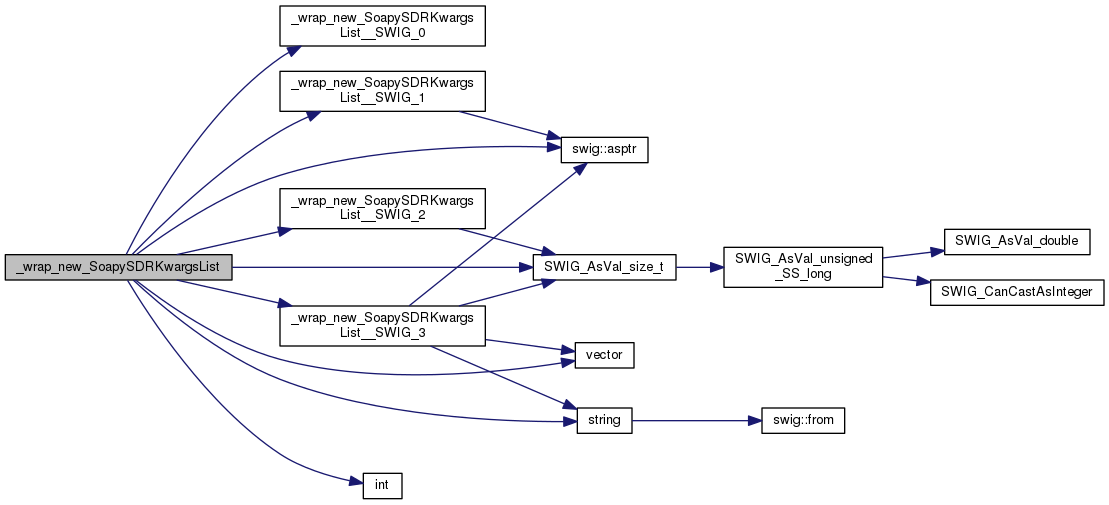 _wrap_new_SoapySDRKwargs
List__SWIG_0
_wrap_new_SoapySDRKwargs
List__SWIG_1
swig::asptr
_wrap_new_SoapySDRKwargs
List__SWIG_2
_wrap_new_SoapySDRKwargsList
SWIG_AsVal_size_t
SWIG_AsVal_unsigned
_SS_long
SWIG_AsVal_double
SWIG_CanCastAsInteger
_wrap_new_SoapySDRKwargs
List__SWIG_3
vector
string
swig::from
int